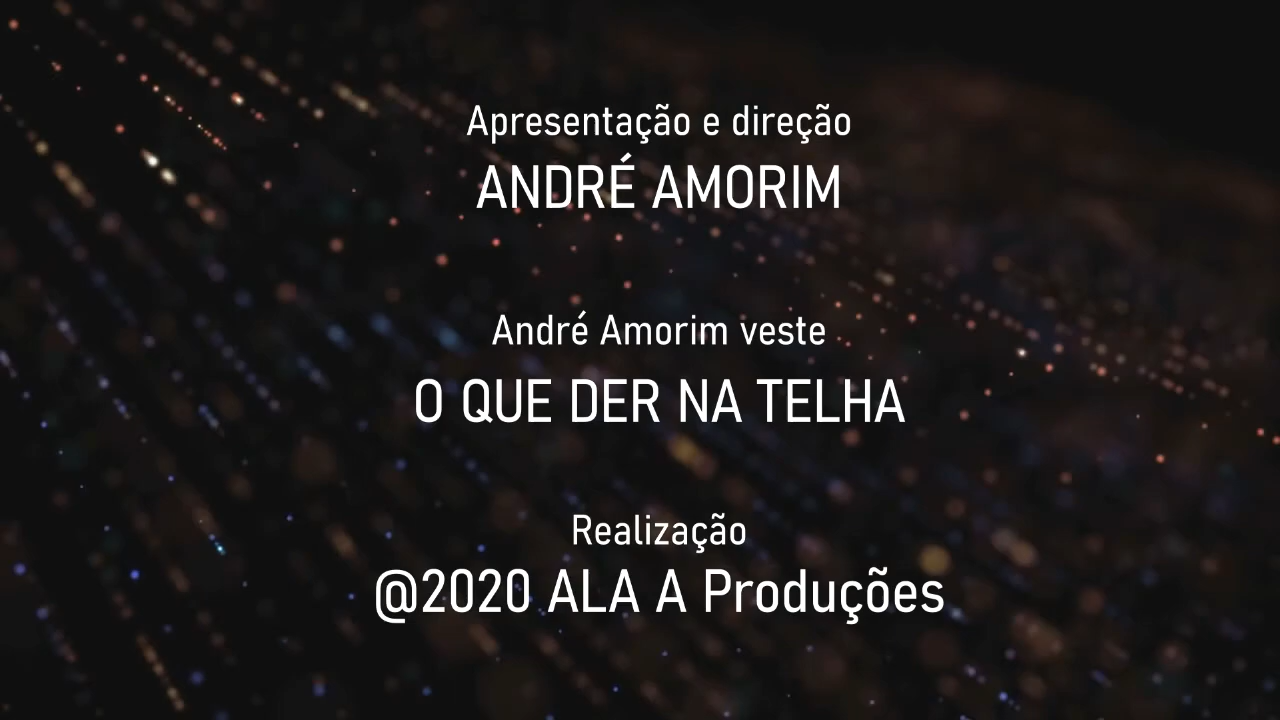 Apresentação e direção
ANDRÉ AMORIM
André Amorim veste
O QUE DER NA TELHA
Realização
@2020 ALA A Produções